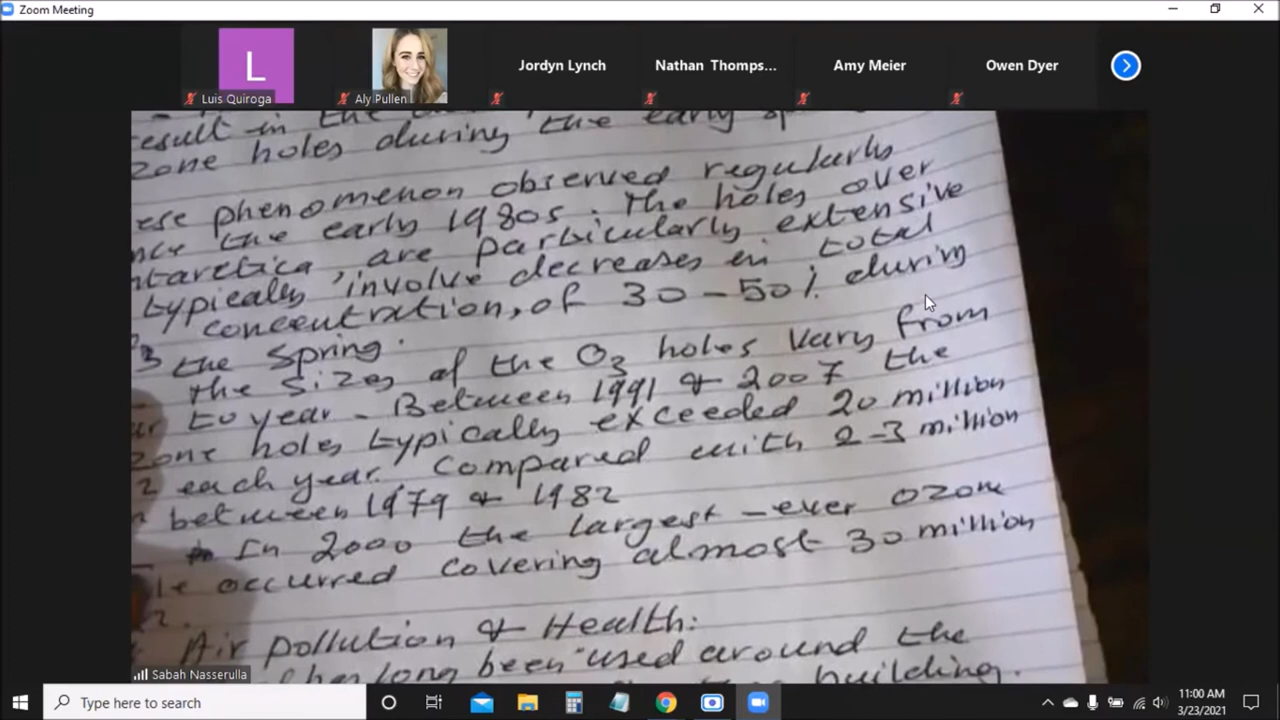 Zoom Meeting
L
Luis Quiroga
Aly Pullen
Jordyn Lynch
Nathan Thomps...
Amy Meier
Owen Dyer
esult in the
zone holes during the early
ese phenomenon observed regularly
nce the early 1980s. The holes over
ntaretica, are particularly extensive
typically involve decreases in total
3 concentration, of 30-50% during
the spring.
the sizes of the O3 holes vary from
ar to year - Between 1991 & 2007 the
zone holes typically exceeded 20 million
2 each year. Compared with 2-3 million
between 1979 & 1982
In 2000 the largest-ever ozone
le occurred covering almost 30 million
2.
Air pollution & Health:
long been used around the
building.
Sabah Nasserulla
Type here to search
11:00 AM
3/23/2021